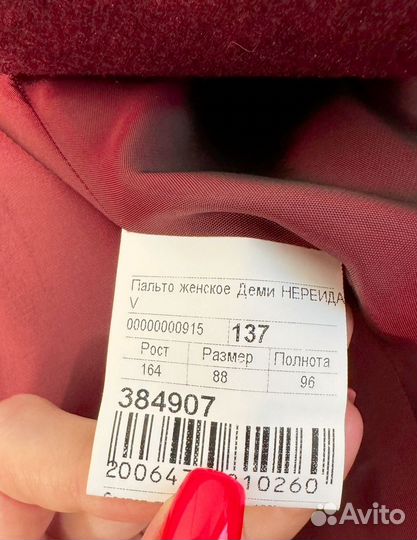 Пальто женское Деми НЕРЕИДА
V
00000000915 137
Рост Размер Полнота
164 88 96
384907
Avito